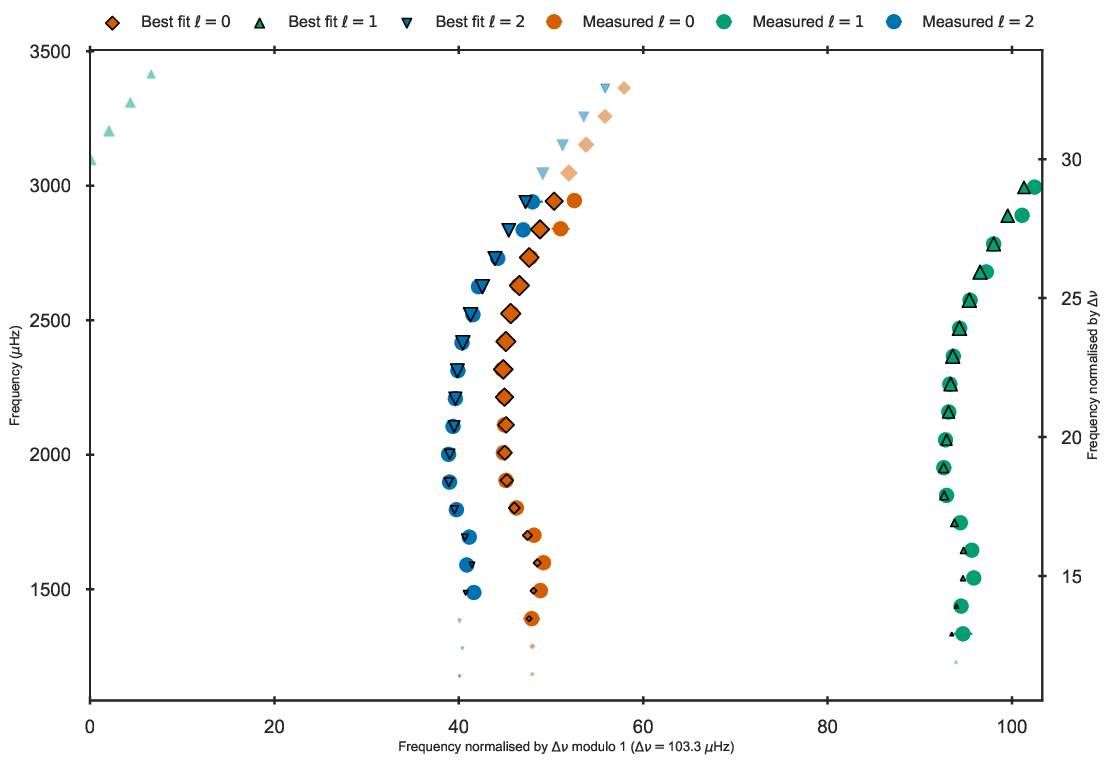 Best fit ℓ = 0 Best fit ℓ = 1 Best fit ℓ = 2 Measured ℓ = 0 Measured ℓ = 1 Measured ℓ = 2
3500
3000
2500
2000
1500
Frequency (μHz)
30
25
20
15
Frequency normalised by Δν
0 20 40 60 80 100
Frequency normalised by Δν modulo 1 (Δν = 103.3 μHz)